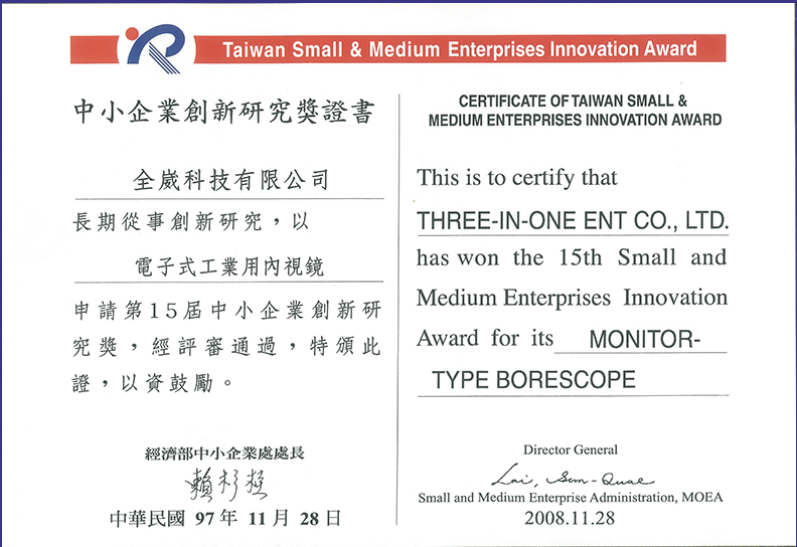 Taiwan Small & Medium Enterprises Innovation Award
中小企業創新研究獎證書
全崴科技有限公司
長期從事創新研究，以
電子式工業用內視鏡
申請第15屆中小企業創新研
究獎，經評審通過，特頒此
證，以資鼓勵。
經濟部中小企業處處長
賴杉桂
中華民國 97 年 11 月 28 日
CERTIFICATE OF TAIWAN SMALL &
MEDIUM ENTERPRISES INNOVATION AWARD
This is to certify that
THREE-IN-ONE ENT CO., LTD.
has won the 15th Small and
Medium Enterprises Innovation
Award for its MONITOR-
TYPE BORESCOPE
Director General
Lai, Sun-Quae
Small and Medium Enterprise Administration, MOEA
2008.11.28